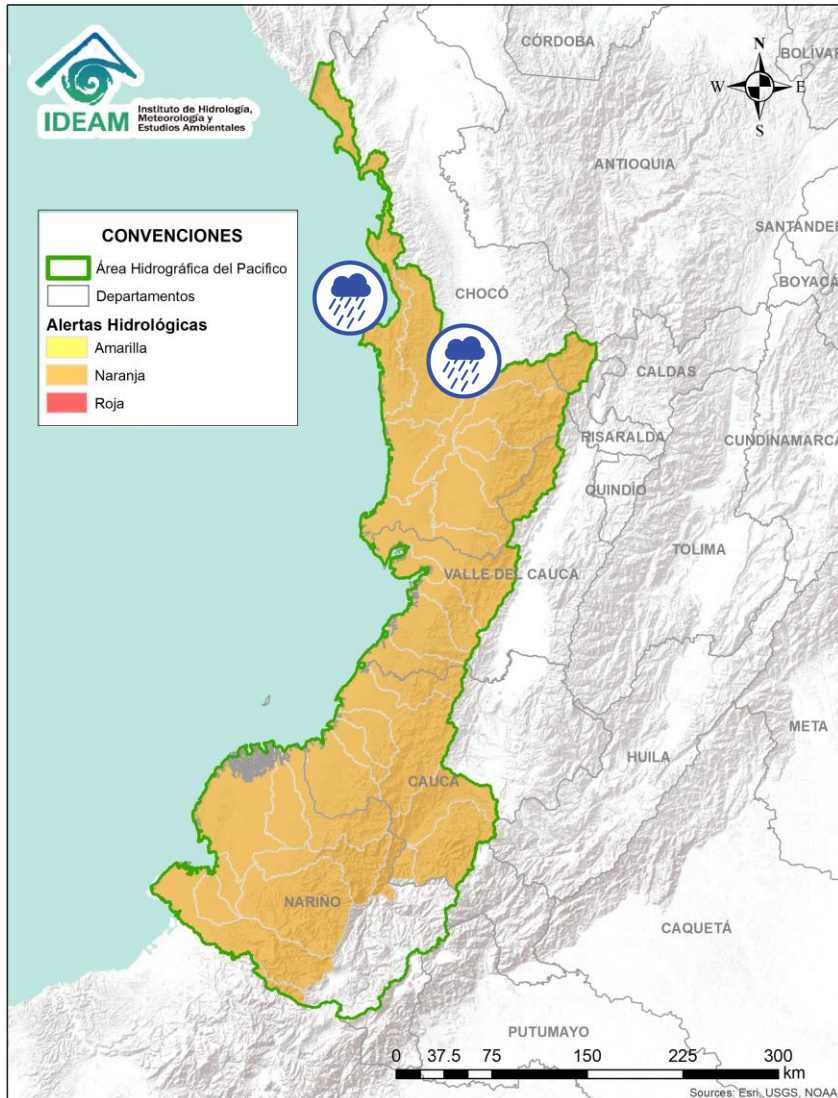 IDEAM
Instituto de Hidrología,
Meteorología y
Estudios Ambientales
CÓRDOBA
BOLÍVAR
N
W
E
S
ANTIOQUIA
CONVENCIONES
Área Hidrográfica del Pacifico
Departamentos
Alertas Hidrológicas
Amarilla
Naranja
Roja
SANTANDER
BOYACÁ
CHOCÓ
CALDAS
RISARALDA
CUNDINAMARCA
QUINDÍO
TOLIMA
VALLE DEL CAUCA
META
HUILA
CAUCA
NARIÑO
CAQUETÁ
PUTUMAYO
0 37.5 75 150 225 300
km
Sources: Esri, USGS, NOAA